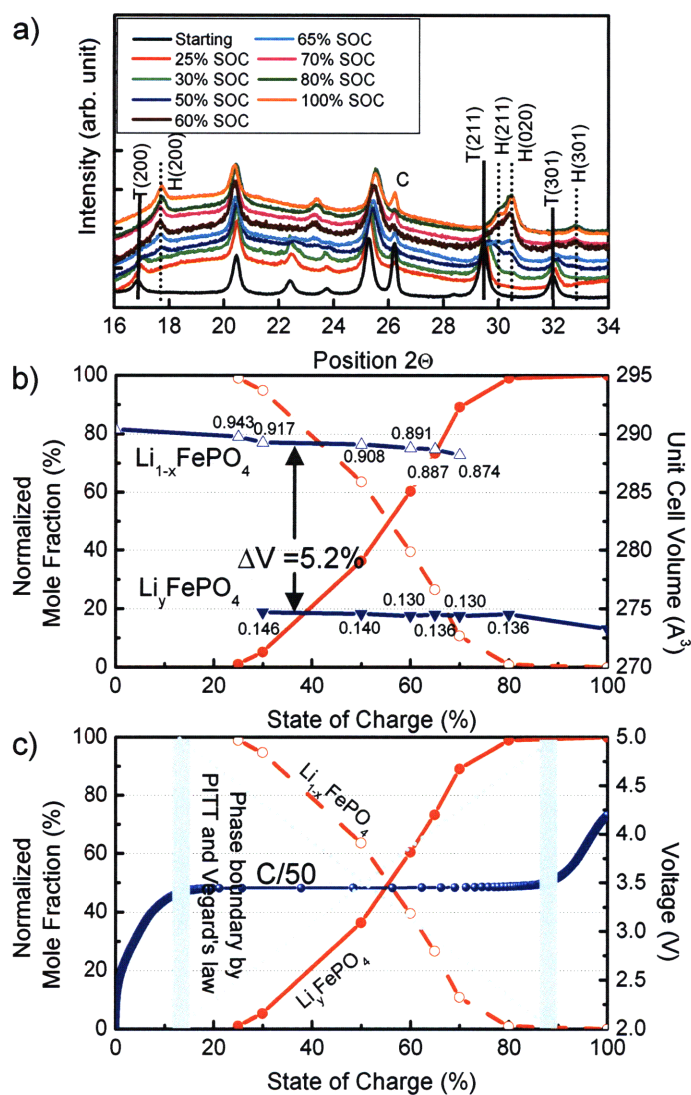 a)
Intensity (arb. unit)
Starting
25% SOC
30% SOC
50% SOC
60% SOC
65% SOC
70% SOC
80% SOC
100% SOC
T(200)
H(200)
C
T(211)
H(211)
H(020)
T(301)
H(301)
16 18 20 22 24 26 28 30 32 34
Position 2Θ
b)
Normalized
Mole Fraction (%)
100
80
60
40
20
0
0.943
0.917
0.908
0.891
0.887
0.874
Li1-xFePO4
ΔV =5.2%
LiyFePO4
0.146
0.140
0.130
0.136
0.130
0.136
295
290
285
280
275
270
Unit Cell Volume (A³)
0 20 40 60 80 100
State of Charge (%)
c)
Normalized
Mole Fraction (%)
100
80
60
40
20
0
Phase boundary by
PITT and Vegard's law
C/50
Li1-xFePO4
LiyFePO4
5.0
4.5
4.0
3.5
3.0
2.5
2.0
Voltage (V)
0 20 40 60 80 100
State of Charge (%)